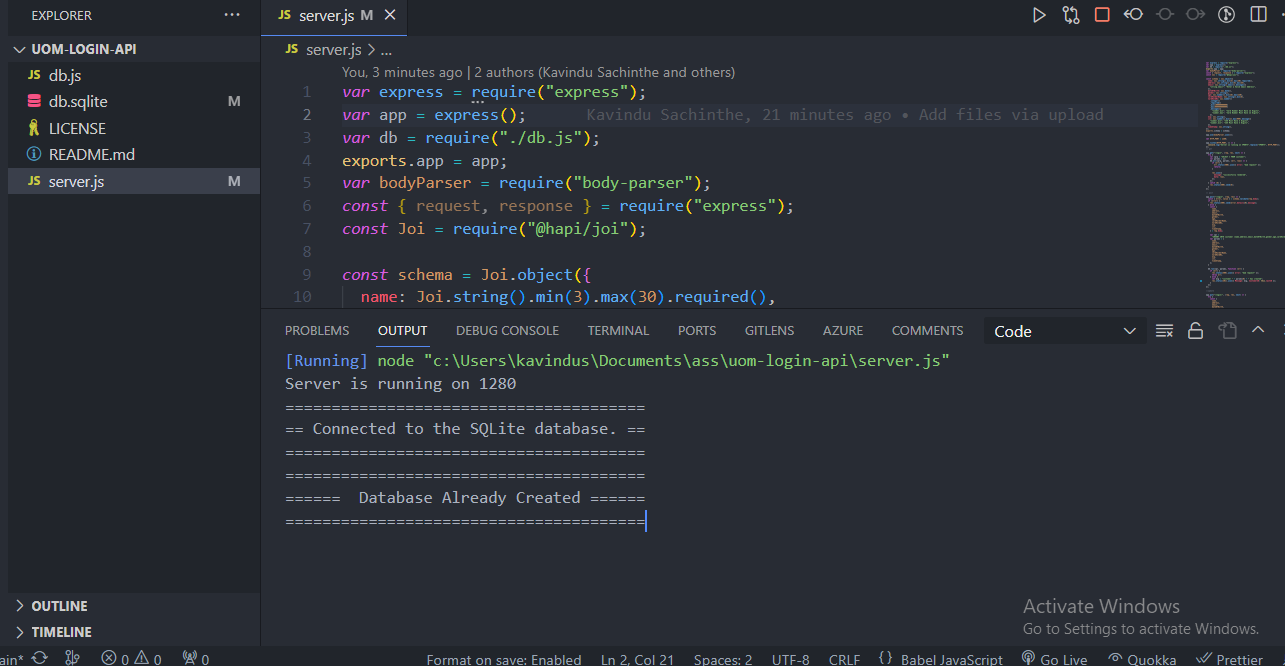 EXPLORER
···
JS server.js M
UOM-LOGIN-API
JS db.js
db.sqlite M
LICENSE
README.md
JS server.js M
OUTLINE
TIMELINE
JS server.js > ...
You, 3 minutes ago | 2 authors (Kavindu Sachinthe and others)
1 var express = require("express");
2 var app = express(); Kavindu Sachinthe, 21 minutes ago • Add files via upload
3 var db = require("./db.js");
4 exports.app = app;
5 var bodyParser = require("body-parser");
6 const { request, response } = require("express");
7 const Joi = require("@hapi/joi");
8
9 const schema = Joi.object({
10 name: Joi.string().min(3).max(30).required(),
PROBLEMS OUTPUT DEBUG CONSOLE TERMINAL PORTS GITLENS AZURE COMMENTS Code
[Running] node "c:\Users\kavindus\Documents\ass\uom-login-api\server.js"
Server is running on 1280
=======================================
== Connected to the SQLite database. ==
=======================================
=======================================
======  Database Already Created ======
=======================================
Activate Windows
Go to Settings to activate Windows.
ain* 0 0 0 Format on save: Enabled Ln 2, Col 21 Spaces: 2 UTF-8 CRLF {} Babel JavaScript Go Live Quokka Prettier